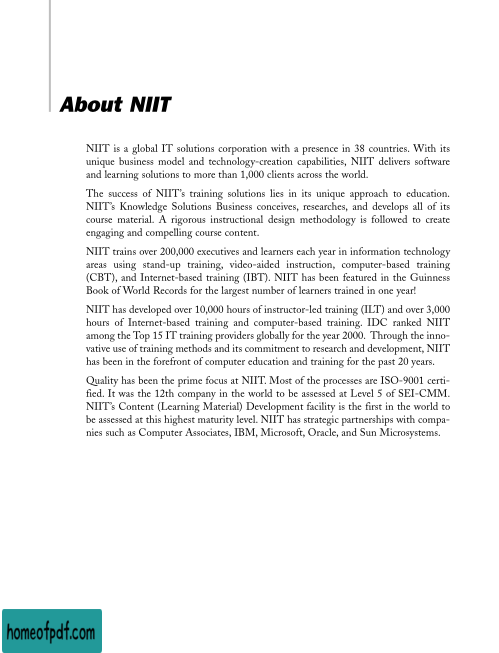 About NIIT
NIIT is a global IT solutions corporation with a presence in 38 countries. With its
unique business model and technology-creation capabilities, NIIT delivers software
and learning solutions to more than 1,000 clients across the world.
The success of NIIT's training solutions lies in its unique approach to education.
NIIT's Knowledge Solutions Business conceives, researches, and develops all of its
course material. A rigorous instructional design methodology is followed to create
engaging and compelling course content.
NIIT trains over 200,000 executives and learners each year in information technology
areas using stand-up training, video-aided instruction, computer-based training
(CBT), and Internet-based training (IBT). NIIT has been featured in the Guinness
Book of World Records for the largest number of learners trained in one year!
NIIT has developed over 10,000 hours of instructor-led training (ILT) and over 3,000
hours of Internet-based training and computer-based training. IDC ranked NIIT
among the Top 15 IT training providers globally for the year 2000. Through the inno-
vative use of training methods and its commitment to research and development, NIIT
has been in the forefront of computer education and training for the past 20 years.
Quality has been the prime focus at NIIT. Most of the processes are ISO-9001 certi-
fied. It was the 12th company in the world to be assessed at Level 5 of SEI-CMM.
NIIT's Content (Learning Material) Development facility is the first in the world to
be assessed at this highest maturity level. NIIT has strategic partnerships with compa-
nies such as Computer Associates, IBM, Microsoft, Oracle, and Sun Microsystems.
homeofpdf.com